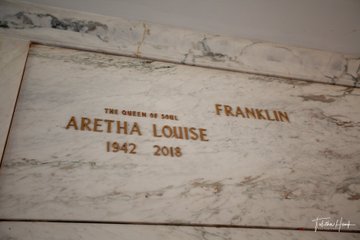 THE QUEEN OF SOUL
FRANKLIN
ARETHA LOUISE
1942 2018